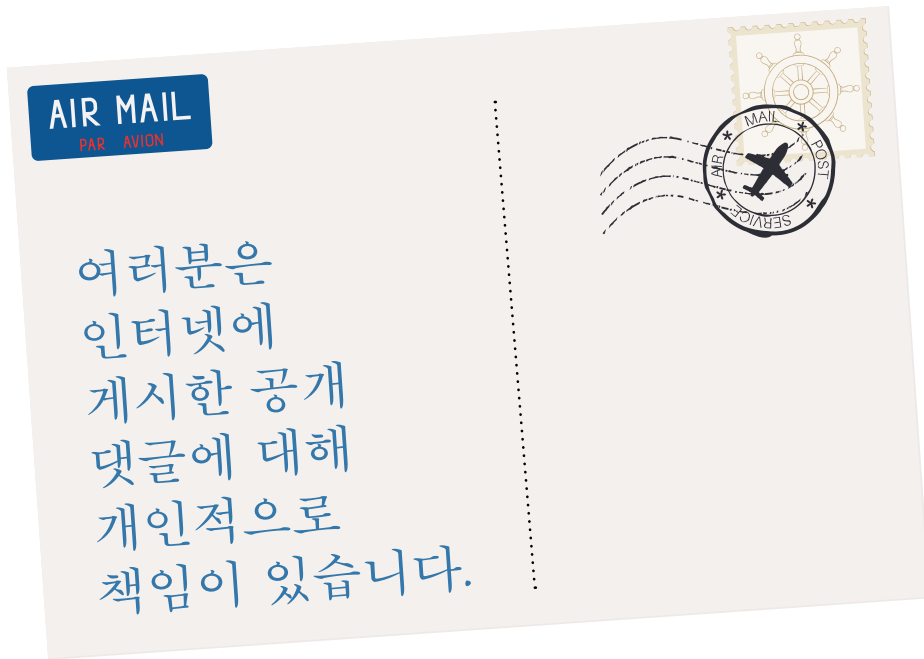 AIR MAIL
PAR AVION
AIR MAIL POST
SERVICE
여러분은
인터넷에
게시한 공개
댓글에 대해
개인적으로
책임이 있습니다.